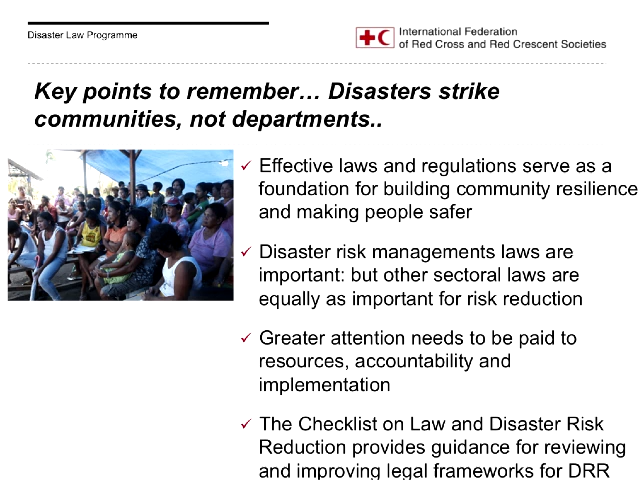 Disaster Law Programme
International Federation
of Red Cross and Red Crescent Societies
Key points to remember… Disasters strike
communities, not departments..
✓ Effective laws and regulations serve as a
foundation for building community resilience
and making people safer
✓ Disaster risk managements laws are
important: but other sectoral laws are
equally as important for risk reduction
✓ Greater attention needs to be paid to
resources, accountability and
implementation
✓ The Checklist on Law and Disaster Risk
Reduction provides guidance for reviewing
and improving legal frameworks for DRR